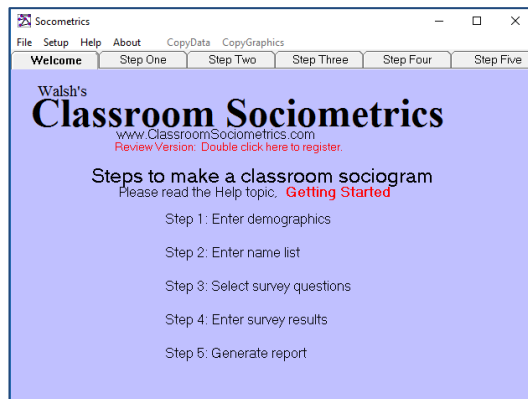 Socometrics
File Setup Help About CopyData CopyGraphics
Welcome Step One Step Two Step Three Step Four Step Five
Walsh's
Classroom Sociometrics
www.ClassroomSociometrics.com
Review Version: Double click here to register.
Steps to make a classroom sociogram
Please read the Help topic, Getting Started
Step 1: Enter demographics
Step 2: Enter name list
Step 3: Select survey questions
Step 4: Enter survey results
Step 5: Generate report